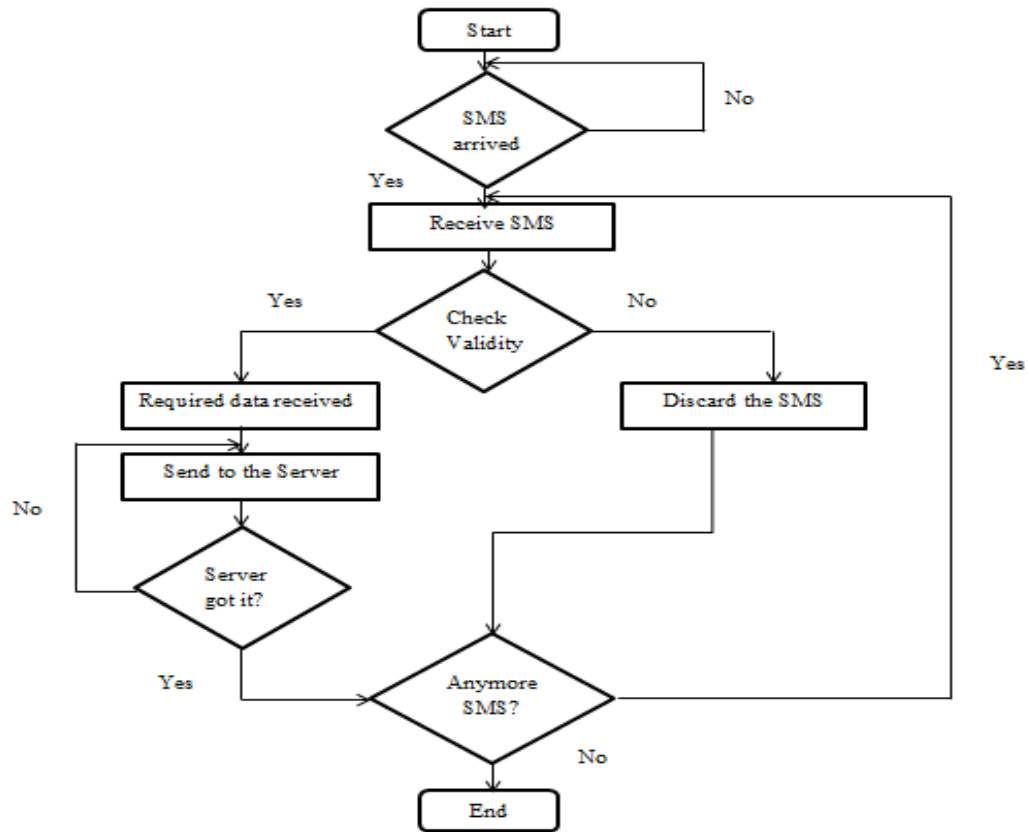 Start
No
SMS
arrived
Yes
Receive SMS
Yes
No
Check
Validity
Yes
Required data received
Discard the SMS
Send to the Server
No
Server
got it?
Yes
Anymore
SMS?
No
End